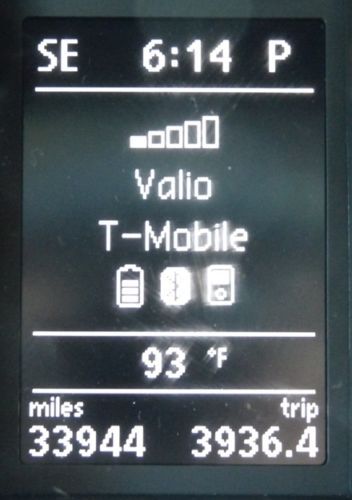 SE 6:14 P
Valio
T-Mobile
93 °F
miles trip
33944 3936.4